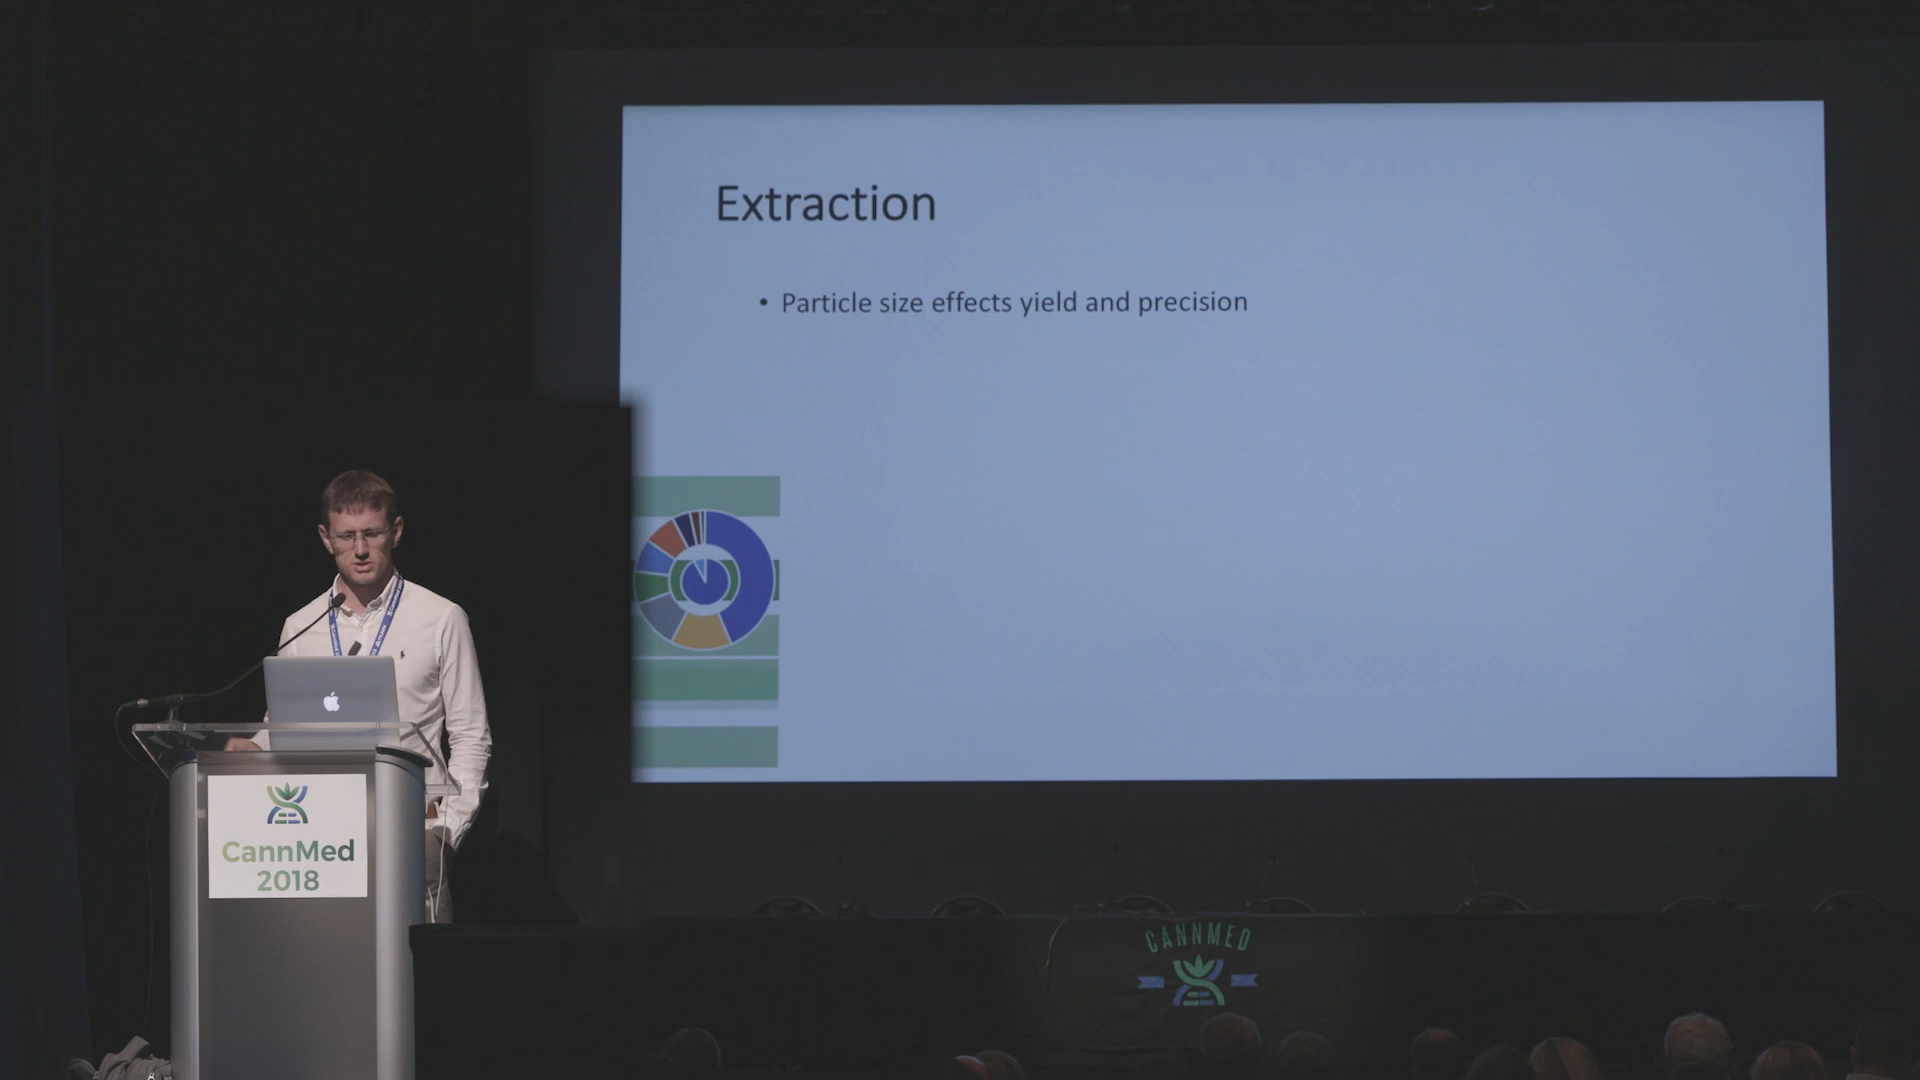 Extraction
• Particle size effects yield and precision
CannMed
2018
CANNMED